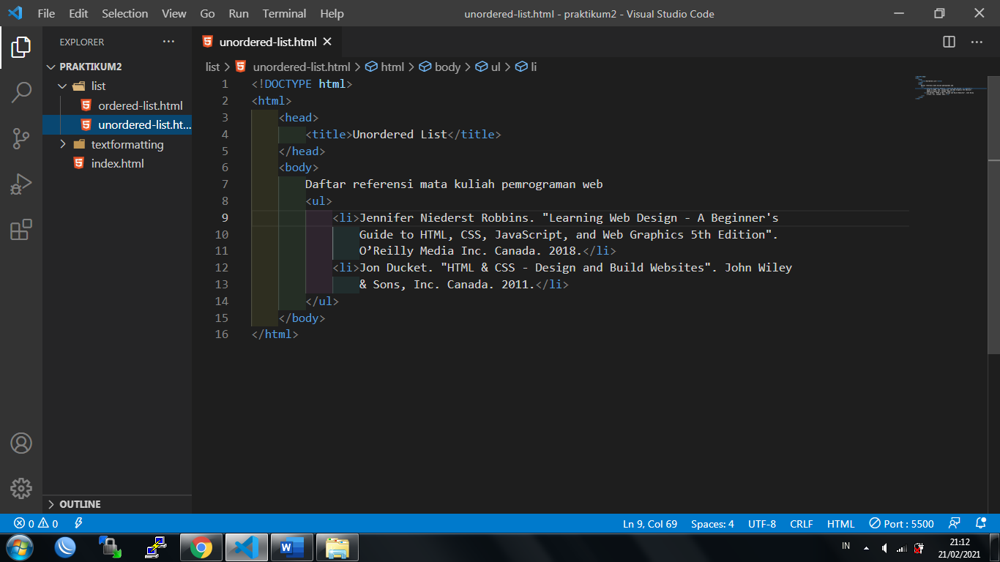 File Edit Selection View Go Run Terminal Help unordered-list.html - praktikum2 - Visual Studio Code
EXPLORER
PRAKTIKUM2
list
ordered-list.html
unordered-list.ht...
textformatting
index.html
OUTLINE
unordered-list.html
list > unordered-list.html > html > body > ul > li
1 <!DOCTYPE html>
2 <html>
3 <head>
4 <title>Unordered List</title>
5 </head>
6 <body>
7 Daftar referensi mata kuliah pemrograman web
8 <ul>
9 <li>Jennifer Niederst Robbins. "Learning Web Design - A Beginner's
10 Guide to HTML, CSS, JavaScript, and Web Graphics 5th Edition".
11 O’Reilly Media Inc. Canada. 2018.</li>
12 <li>Jon Ducket. "HTML & CSS - Design and Build Websites". John Wiley
13 & Sons, Inc. Canada. 2011.</li>
14 </ul>
15 </body>
16 </html>
0 0 Ln 9, Col 69 Spaces: 4 UTF-8 CRLF HTML Port : 5500
IN 21:12
21/02/2021